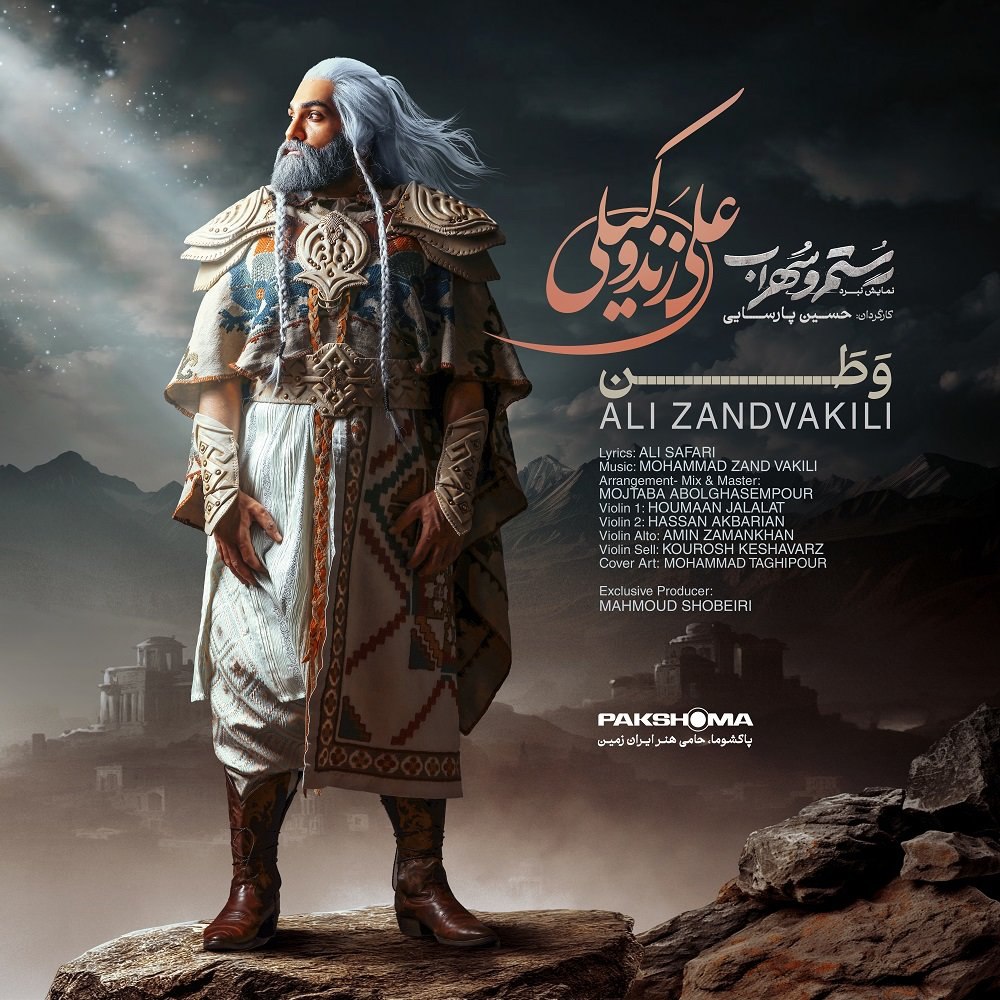 علی زندوکیلی
رستم و سهراب
نمایش نبرد
کارگردان: حسین پارسایی
وَطَن
ALI ZANDVAKILI
Lyrics: ALI SAFARI
Music: MOHAMMAD ZAND VAKILI
Arrangement- Mix & Master:
MOJTABA ABOLGHASEMPOUR
Violin 1: HOUMAAN JALALAT
Violin 2: HASSAN AKBARIAN
Violin Alto: AMIN ZAMANKHAN
Violin Sell: KOUROSH KESHAVARZ
Cover Art: MOHAMMAD TAGHIPOUR
Exclusive Producer:
MAHMOUD SHOBEIRI
PAKSHOMA
پاکشوما، حامی هنر ایران زمین